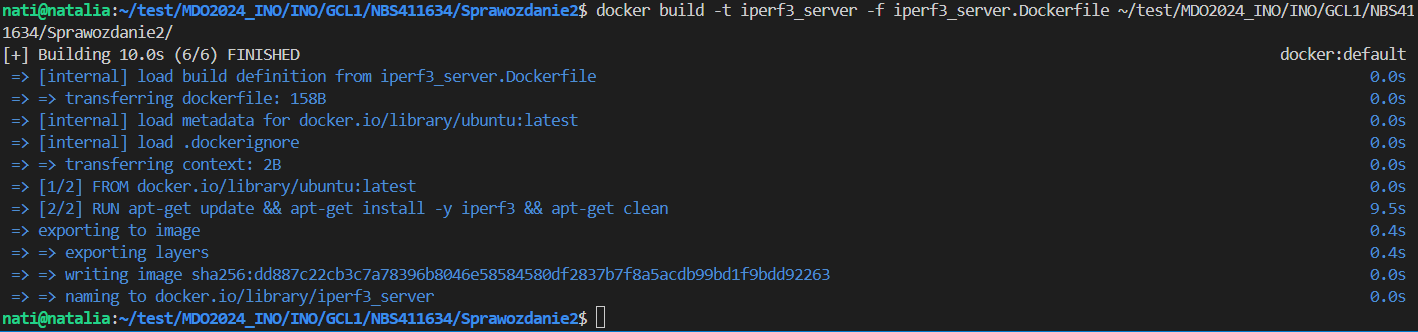 nati@natalia:~/test/MDO2024_INO/INO/GCL1/NBS411634/Sprawozdanie2$ docker build -t iperf3_server -f iperf3_server.Dockerfile ~/test/MDO2024_INO/INO/GCL1/NBS41
1634/Sprawozdanie2/
[+] Building 10.0s (6/6) FINISHED docker:default
=> [internal] load build definition from iperf3_server.Dockerfile 0.0s
=> => transferring dockerfile: 158B 0.0s
=> [internal] load metadata for docker.io/library/ubuntu:latest 0.0s
=> [internal] load .dockerignore 0.0s
=> => transferring context: 2B 0.0s
=> [1/2] FROM docker.io/library/ubuntu:latest 0.0s
=> [2/2] RUN apt-get update && apt-get install -y iperf3 && apt-get clean 9.5s
=> exporting to image 0.4s
=> => exporting layers 0.4s
=> => writing image sha256:dd887c22cb3c7a78396b8046e58584580df2837b7f8a5acdb99bd1f9bdd92263 0.0s
=> => naming to docker.io/library/iperf3_server 0.0s
nati@natalia:~/test/MDO2024_INO/INO/GCL1/NBS411634/Sprawozdanie2$